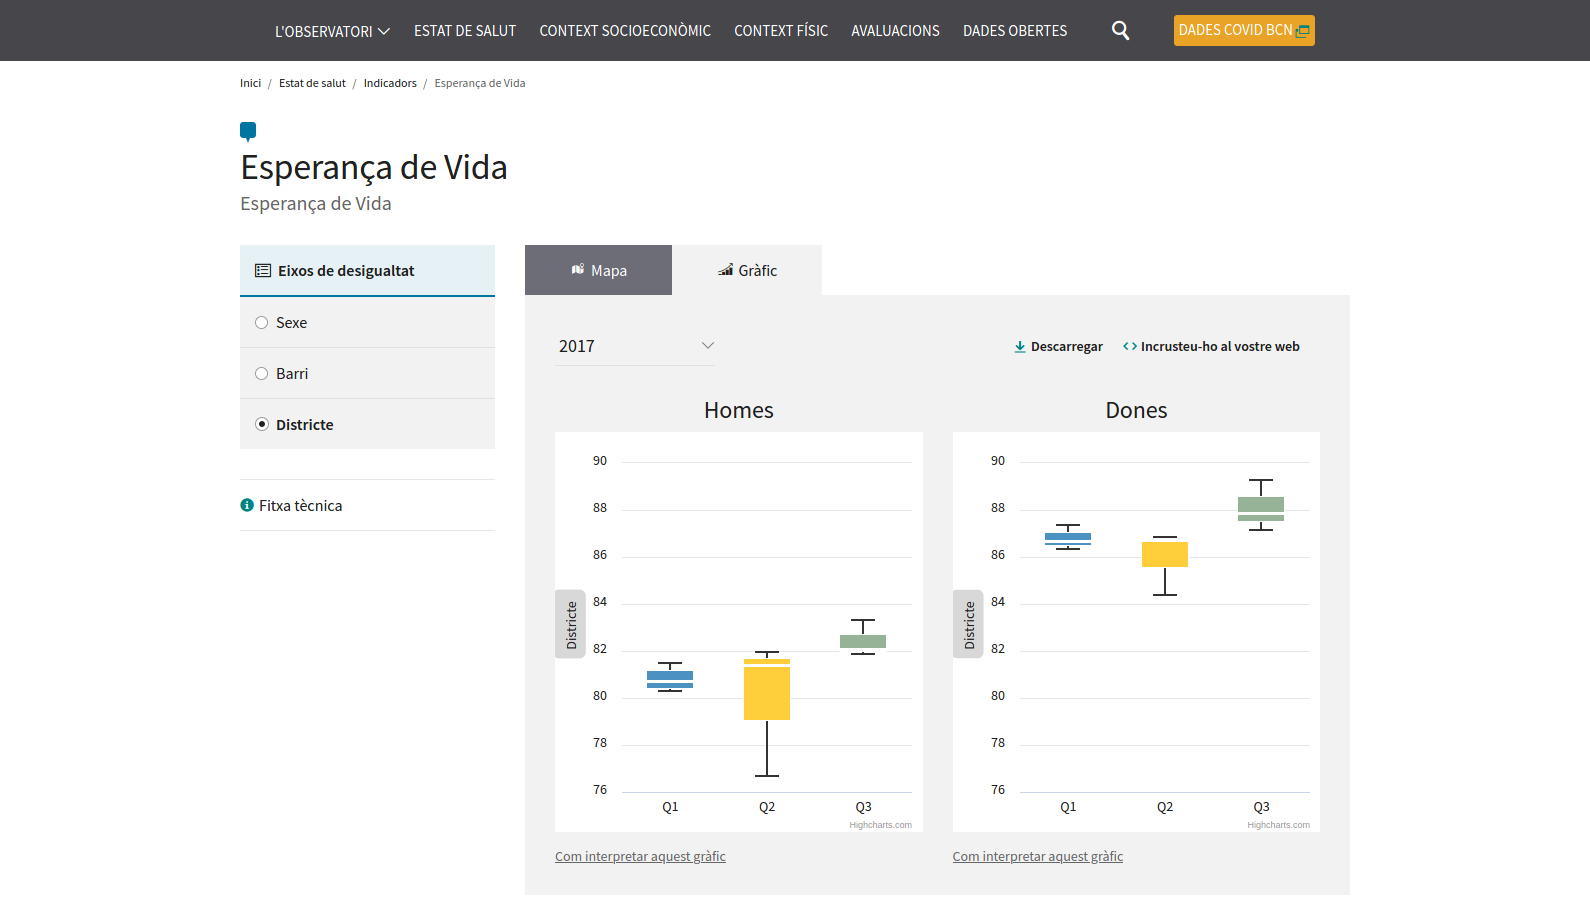 L'OBSERVATORI ESTAT DE SALUT CONTEXT SOCIOECONÒMIC CONTEXT FÍSIC AVALUACIONS DADES OBERTES DADES COVID BCN
Inici / Estat de salut / Indicadors / Esperança de Vida
Esperança de Vida
Esperança de Vida
Eixos de desigualtat
Sexe
Barri
Districte
Fitxa tècnica
Mapa
Gràfic
2017
Descarregar
Incrusteu-ho al vostre web
Homes
90
88
86
84
82
80
78
76
Districte
Q1 Q2 Q3
Highcharts.com
Com interpretar aquest gràfic
Dones
90
88
86
84
82
80
78
76
Districte
Q1 Q2 Q3
Highcharts.com
Com interpretar aquest gràfic